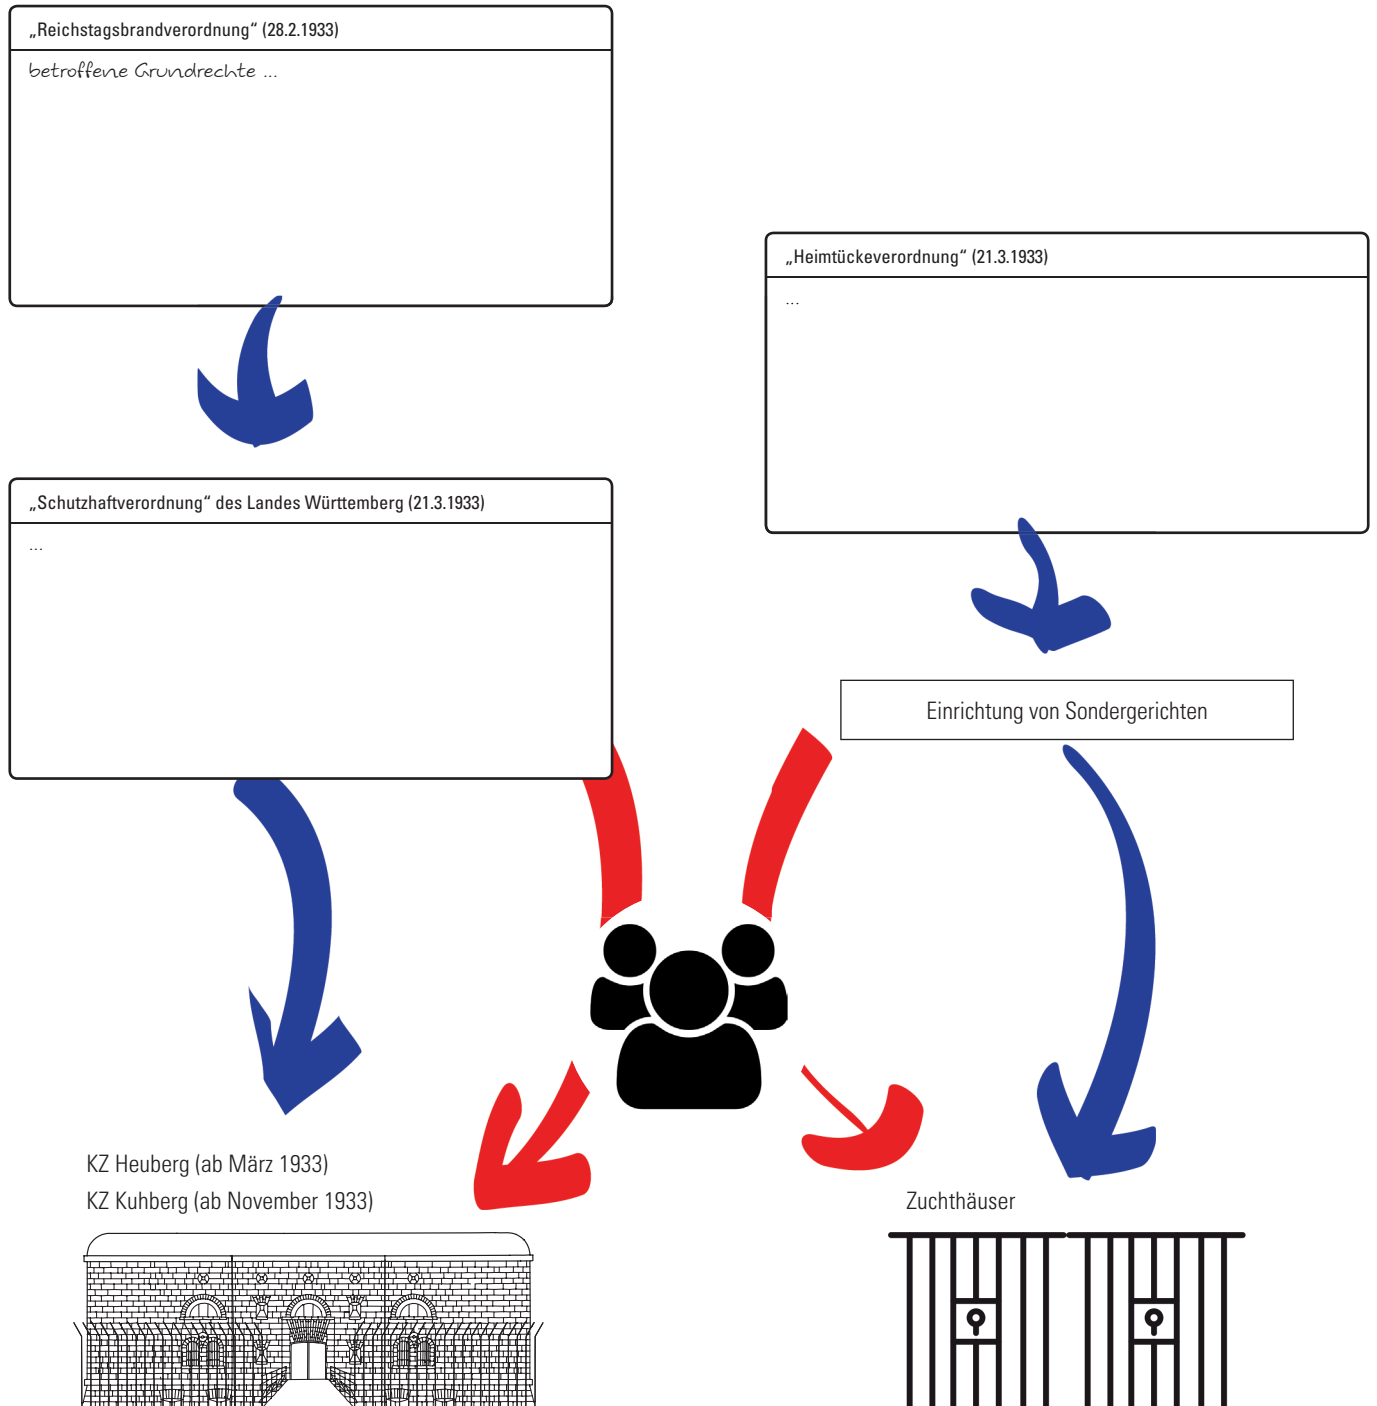 „Reichstagsbrandverordnung“ (28.2.1933)
betroffene Grundrechte ...
„Heimtückeverordnung“ (21.3.1933)
...
„Schutzhaftverordnung“ des Landes Württemberg (21.3.1933)
...
Einrichtung von Sondergerichten
KZ Heuberg (ab März 1933)
KZ Kuhberg (ab November 1933)
Zuchthäuser